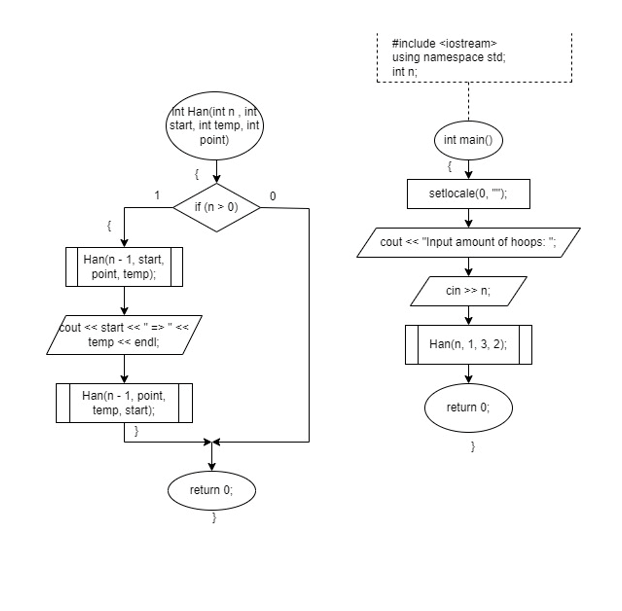 int Han(int n , int
start, int temp, int
point)
{
if (n > 0)
1
0
{
Han(n - 1, start,
point, temp);
cout << start << " => " <<
temp << endl;
Han(n - 1, point,
temp, start);
}
return 0;
}
#include <iostream>
using namespace std;
int n;
int main()
{
setlocale(0, "");
cout << "Input amount of hoops: ";
cin >> n;
Han(n, 1, 3, 2);
return 0;
}